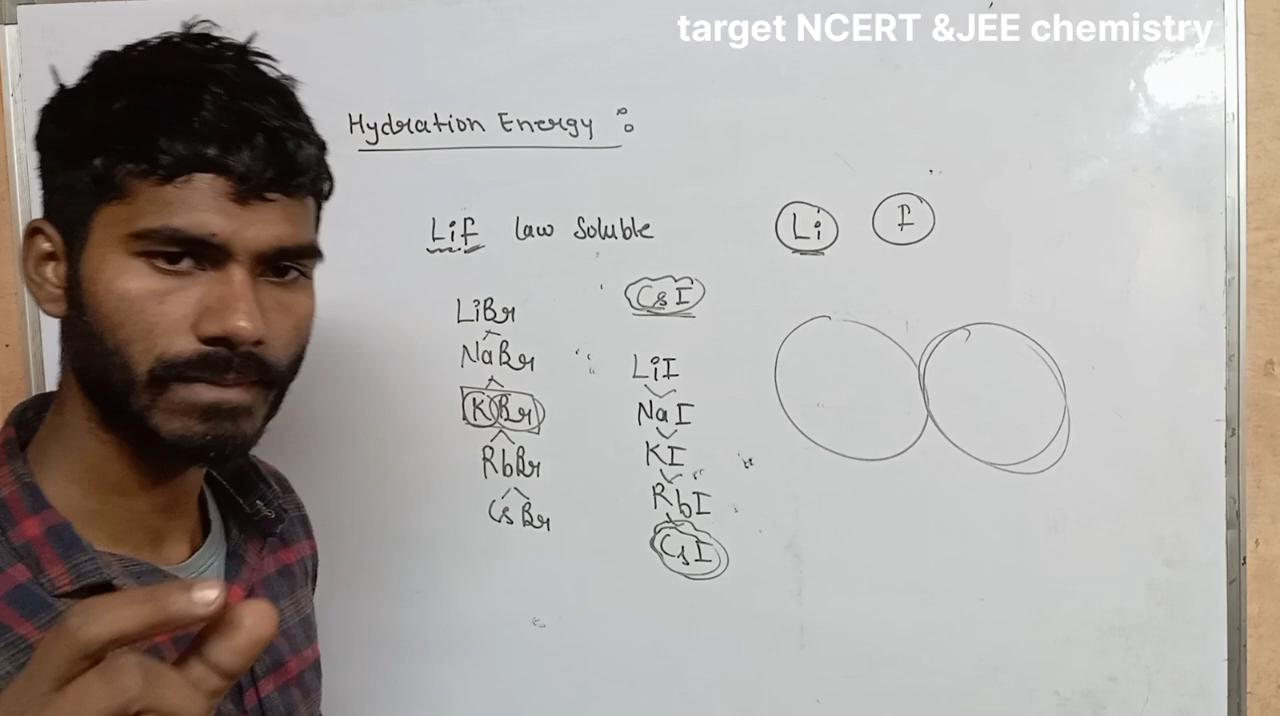 target NCERT &JEE chemistry
Hydration Energy :
Lif law Soluble
Li f
CsI
LiBr
NaBr
KBr
RbBr
CsBr
LiI
NaI
KI
RbI
CsI